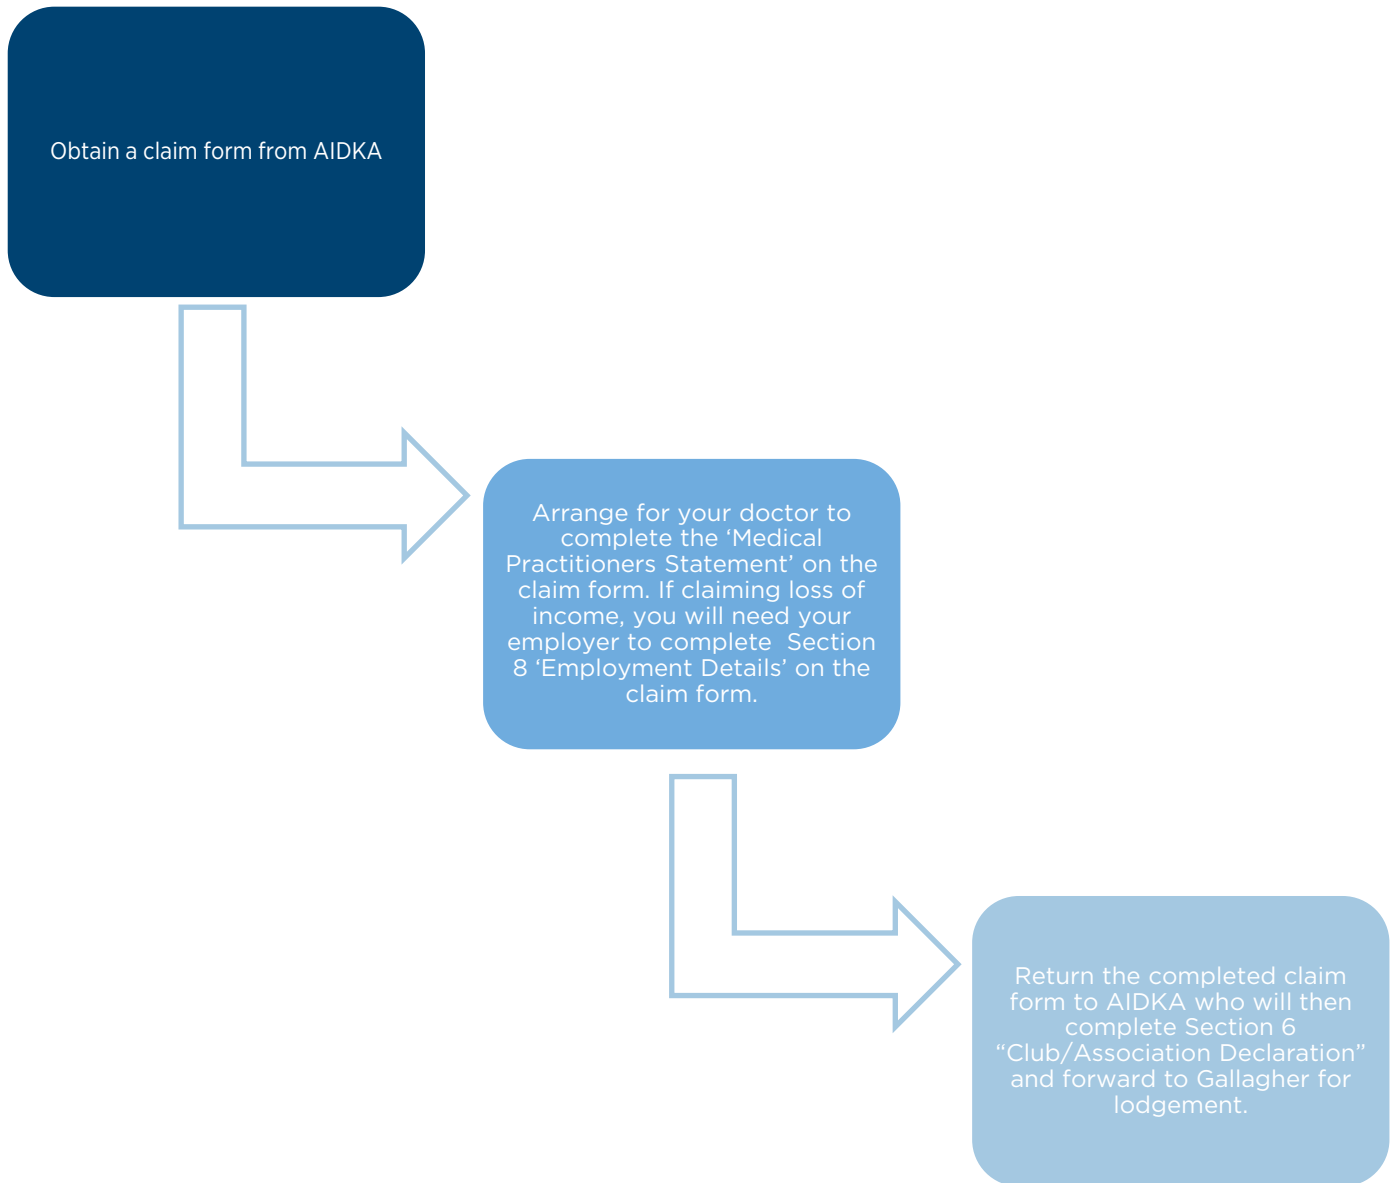 Obtain a claim form from AIDKA
Arrange for your doctor to
complete the ‘Medical
Practitioners Statement’ on the
claim form. If claiming loss of
income, you will need your
employer to complete  Section
8 ‘Employment Details’ on the
claim form.
Return the completed claim
form to AIDKA who will then
complete Section 6
“Club/Association Declaration”
and forward to Gallagher for
lodgement.